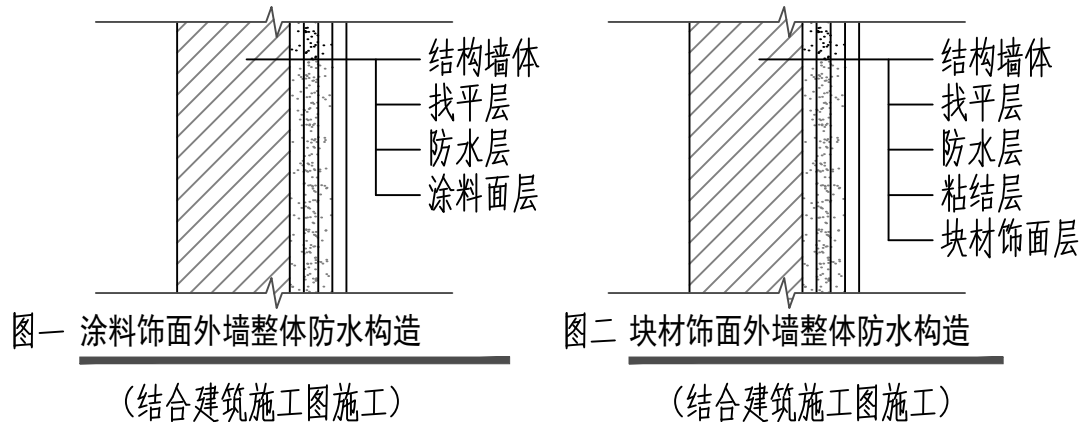 结构墙体
找平层
防水层
涂料面层
图一 涂料饰面外墙整体防水构造
(结合建筑施工图施工)
结构墙体
找平层
防水层
粘结层
块材饰面层
图二 块材饰面外墙整体防水构造
(结合建筑施工图施工)